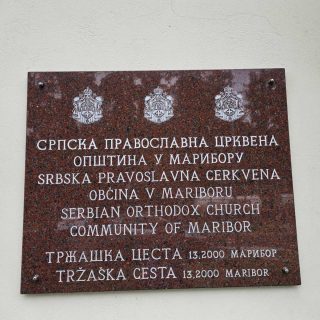 СРПСКА ПРАВОСЛАВНА ЦРКВЕНА
ОПШТИНА У МАРИБОРУ
SRBSKA PRAVOSLAVNA CERKVENA
OBČINA V MARIBORU
SERBIAN ORTHODOX CHURCH
COMMUNITY OF MARIBOR
ТРЖАШКА ЦЕСТА 13,2000 МАРИБОР
TRŽAŠKA CESTA 13,2000 MARIBOR